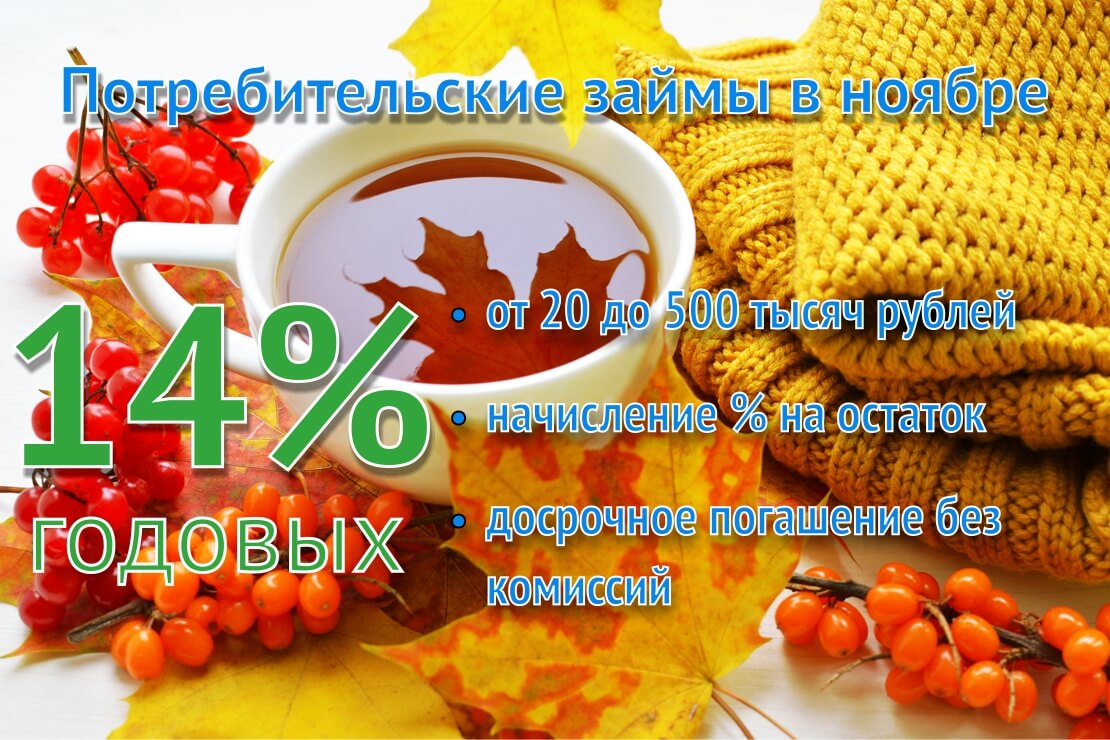 Потребительские займы в ноябре
14%
годовых
• от 20 до 500 тысяч рублей
• начисление % на остаток
• досрочное погашение без
комиссий